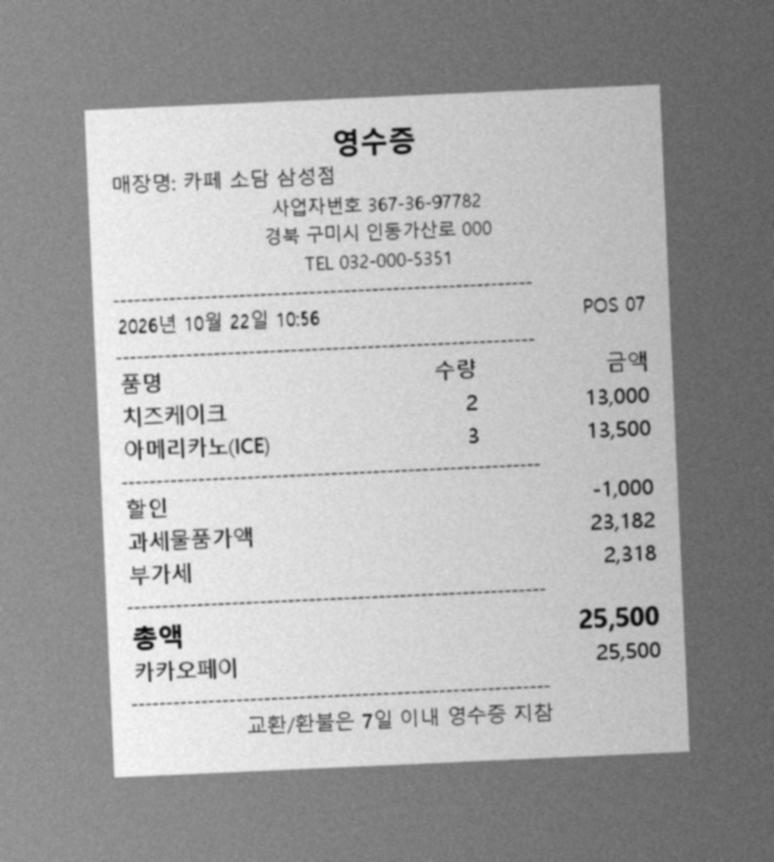 영수증
매장명: 카페 소담 삼성점
사업자번호 367-36-97782
경북 구미시 인동가산로 000
TEL 032-000-5351
2026년 10월 22일 10:56 POS 07
품명 수량 금액
치즈케이크 2 13,000
아메리카노(ICE) 3 13,500
할인 -1,000
과세물품가액 23,182
부가세 2,318
총액 25,500
카카오페이 25,500
교환/환불은 7일 이내 영수증 지참